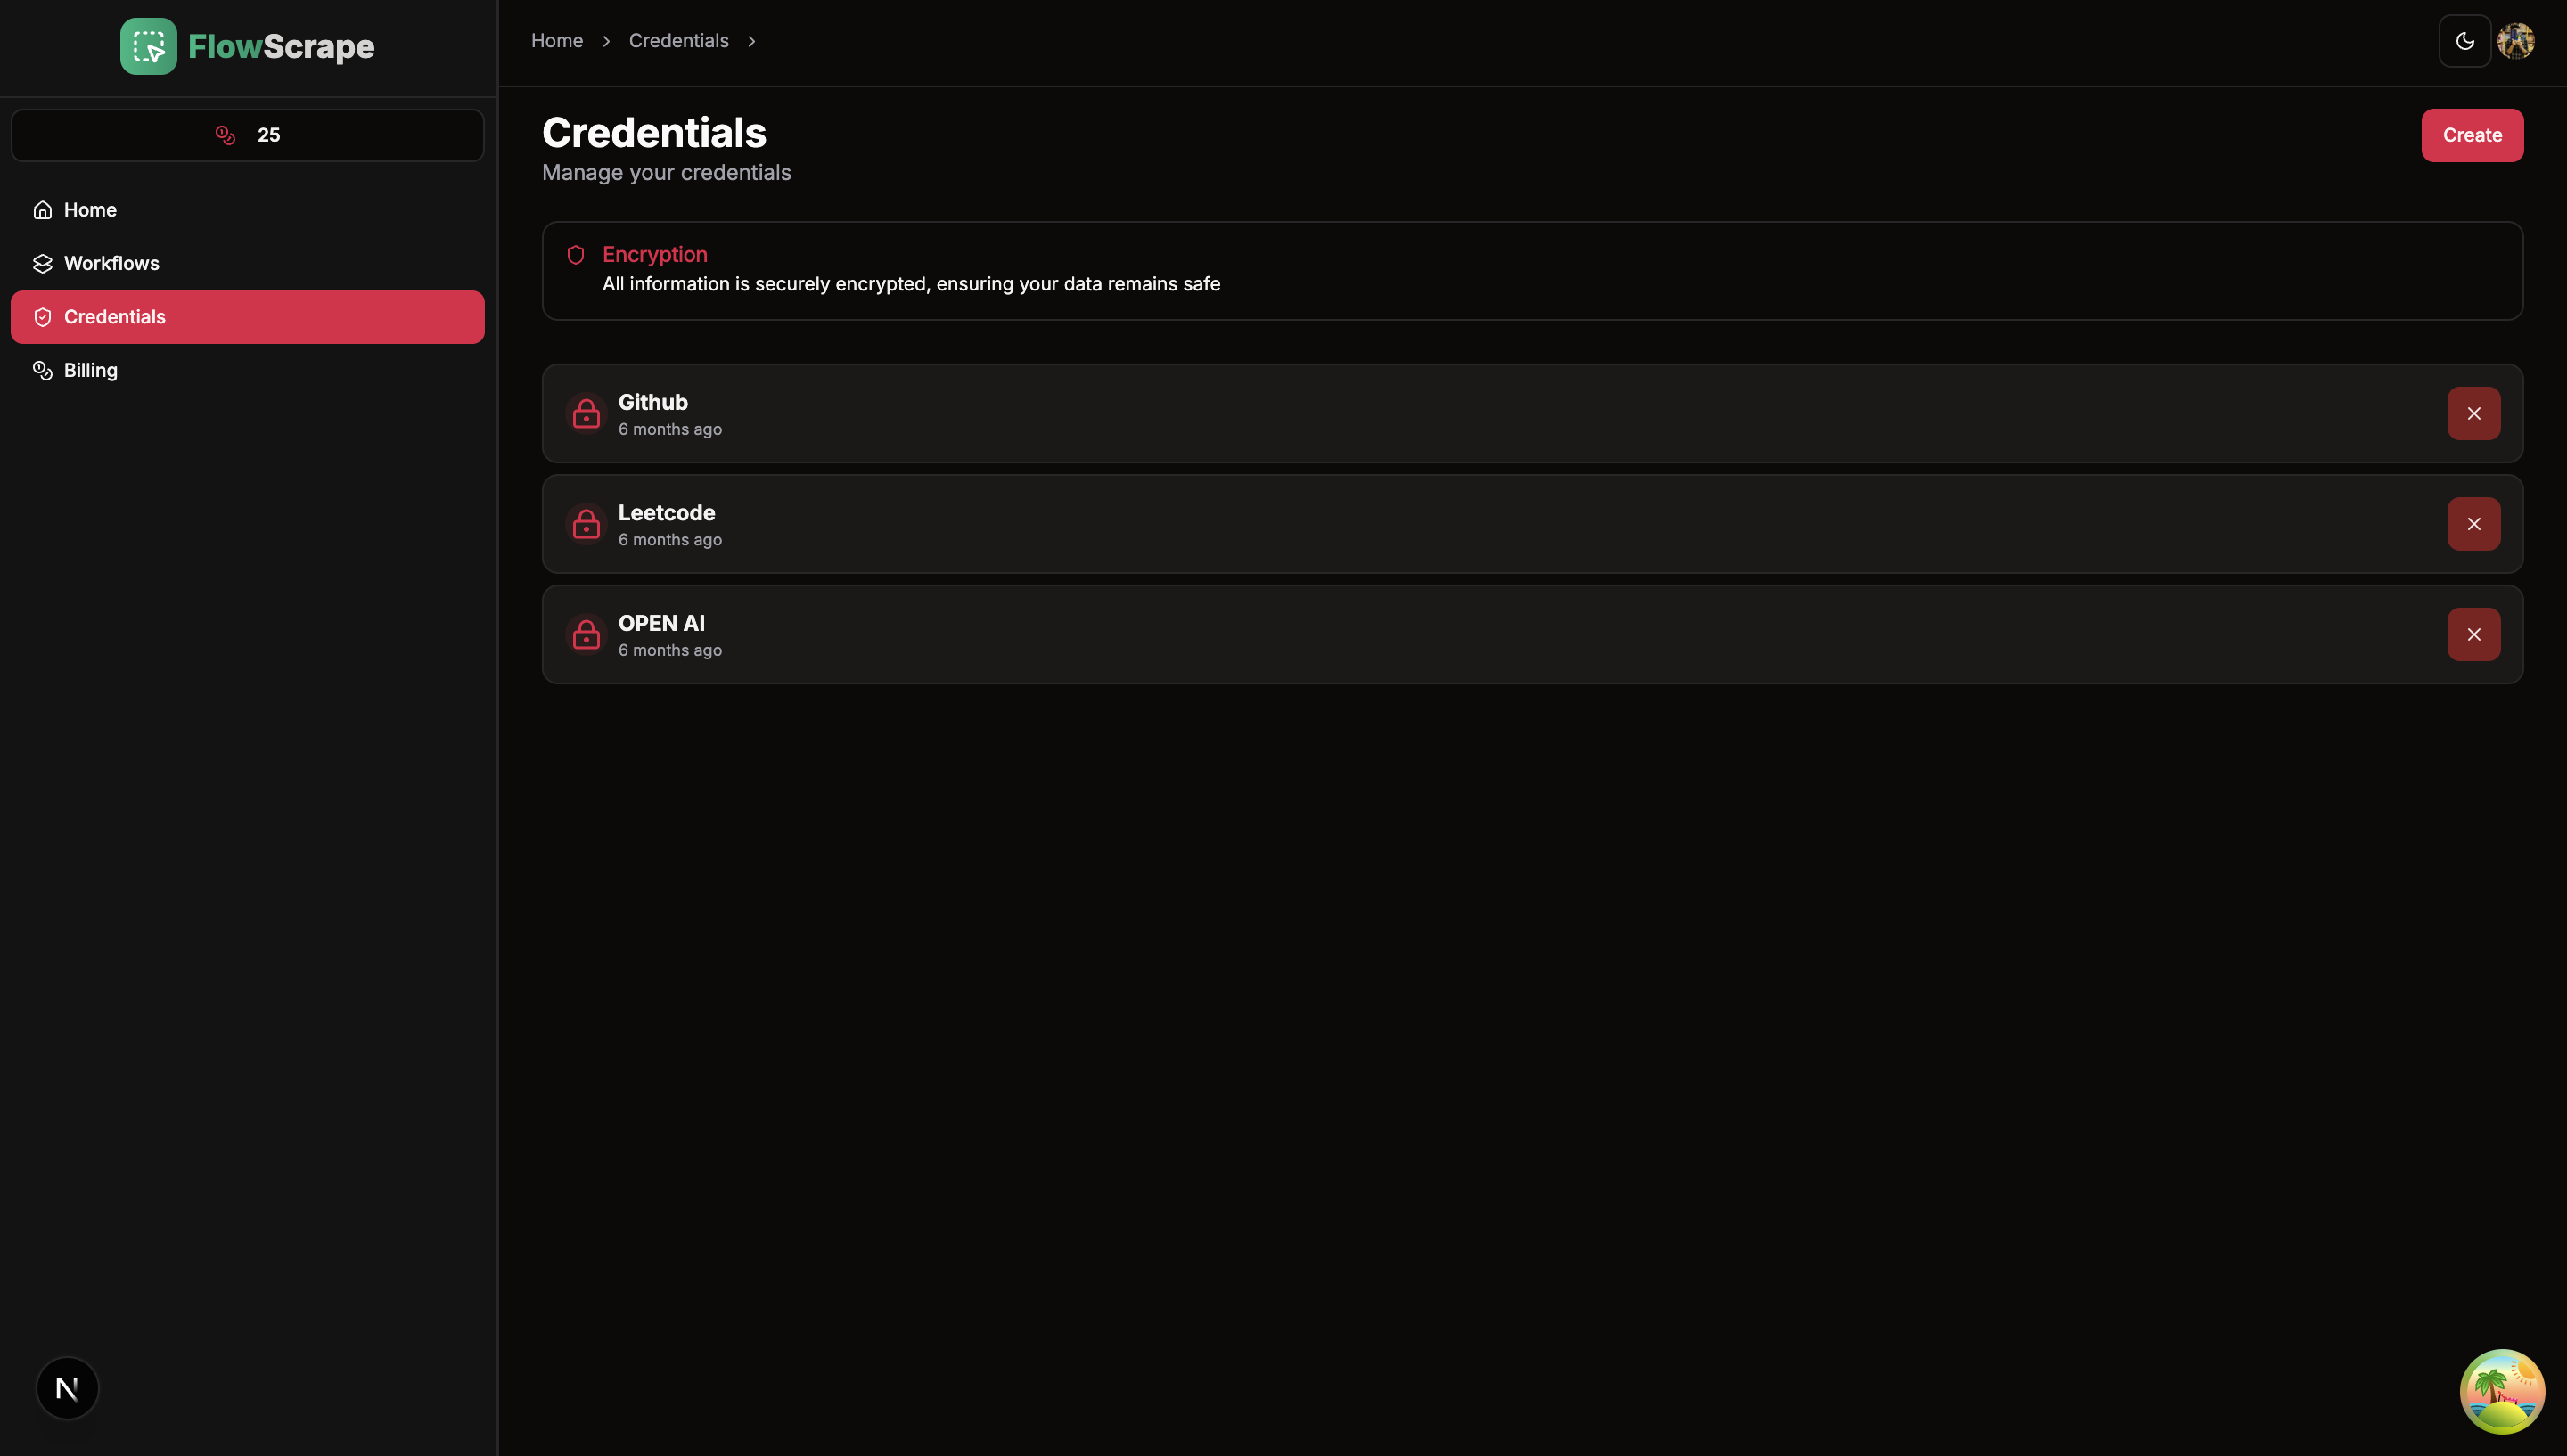 FlowScrape
25
Home
Workflows
Credentials
Billing
Home > Credentials >
Credentials
Manage your credentials
Create
Encryption
All information is securely encrypted, ensuring your data remains safe
Github
6 months ago
Leetcode
6 months ago
OPEN AI
6 months ago
N